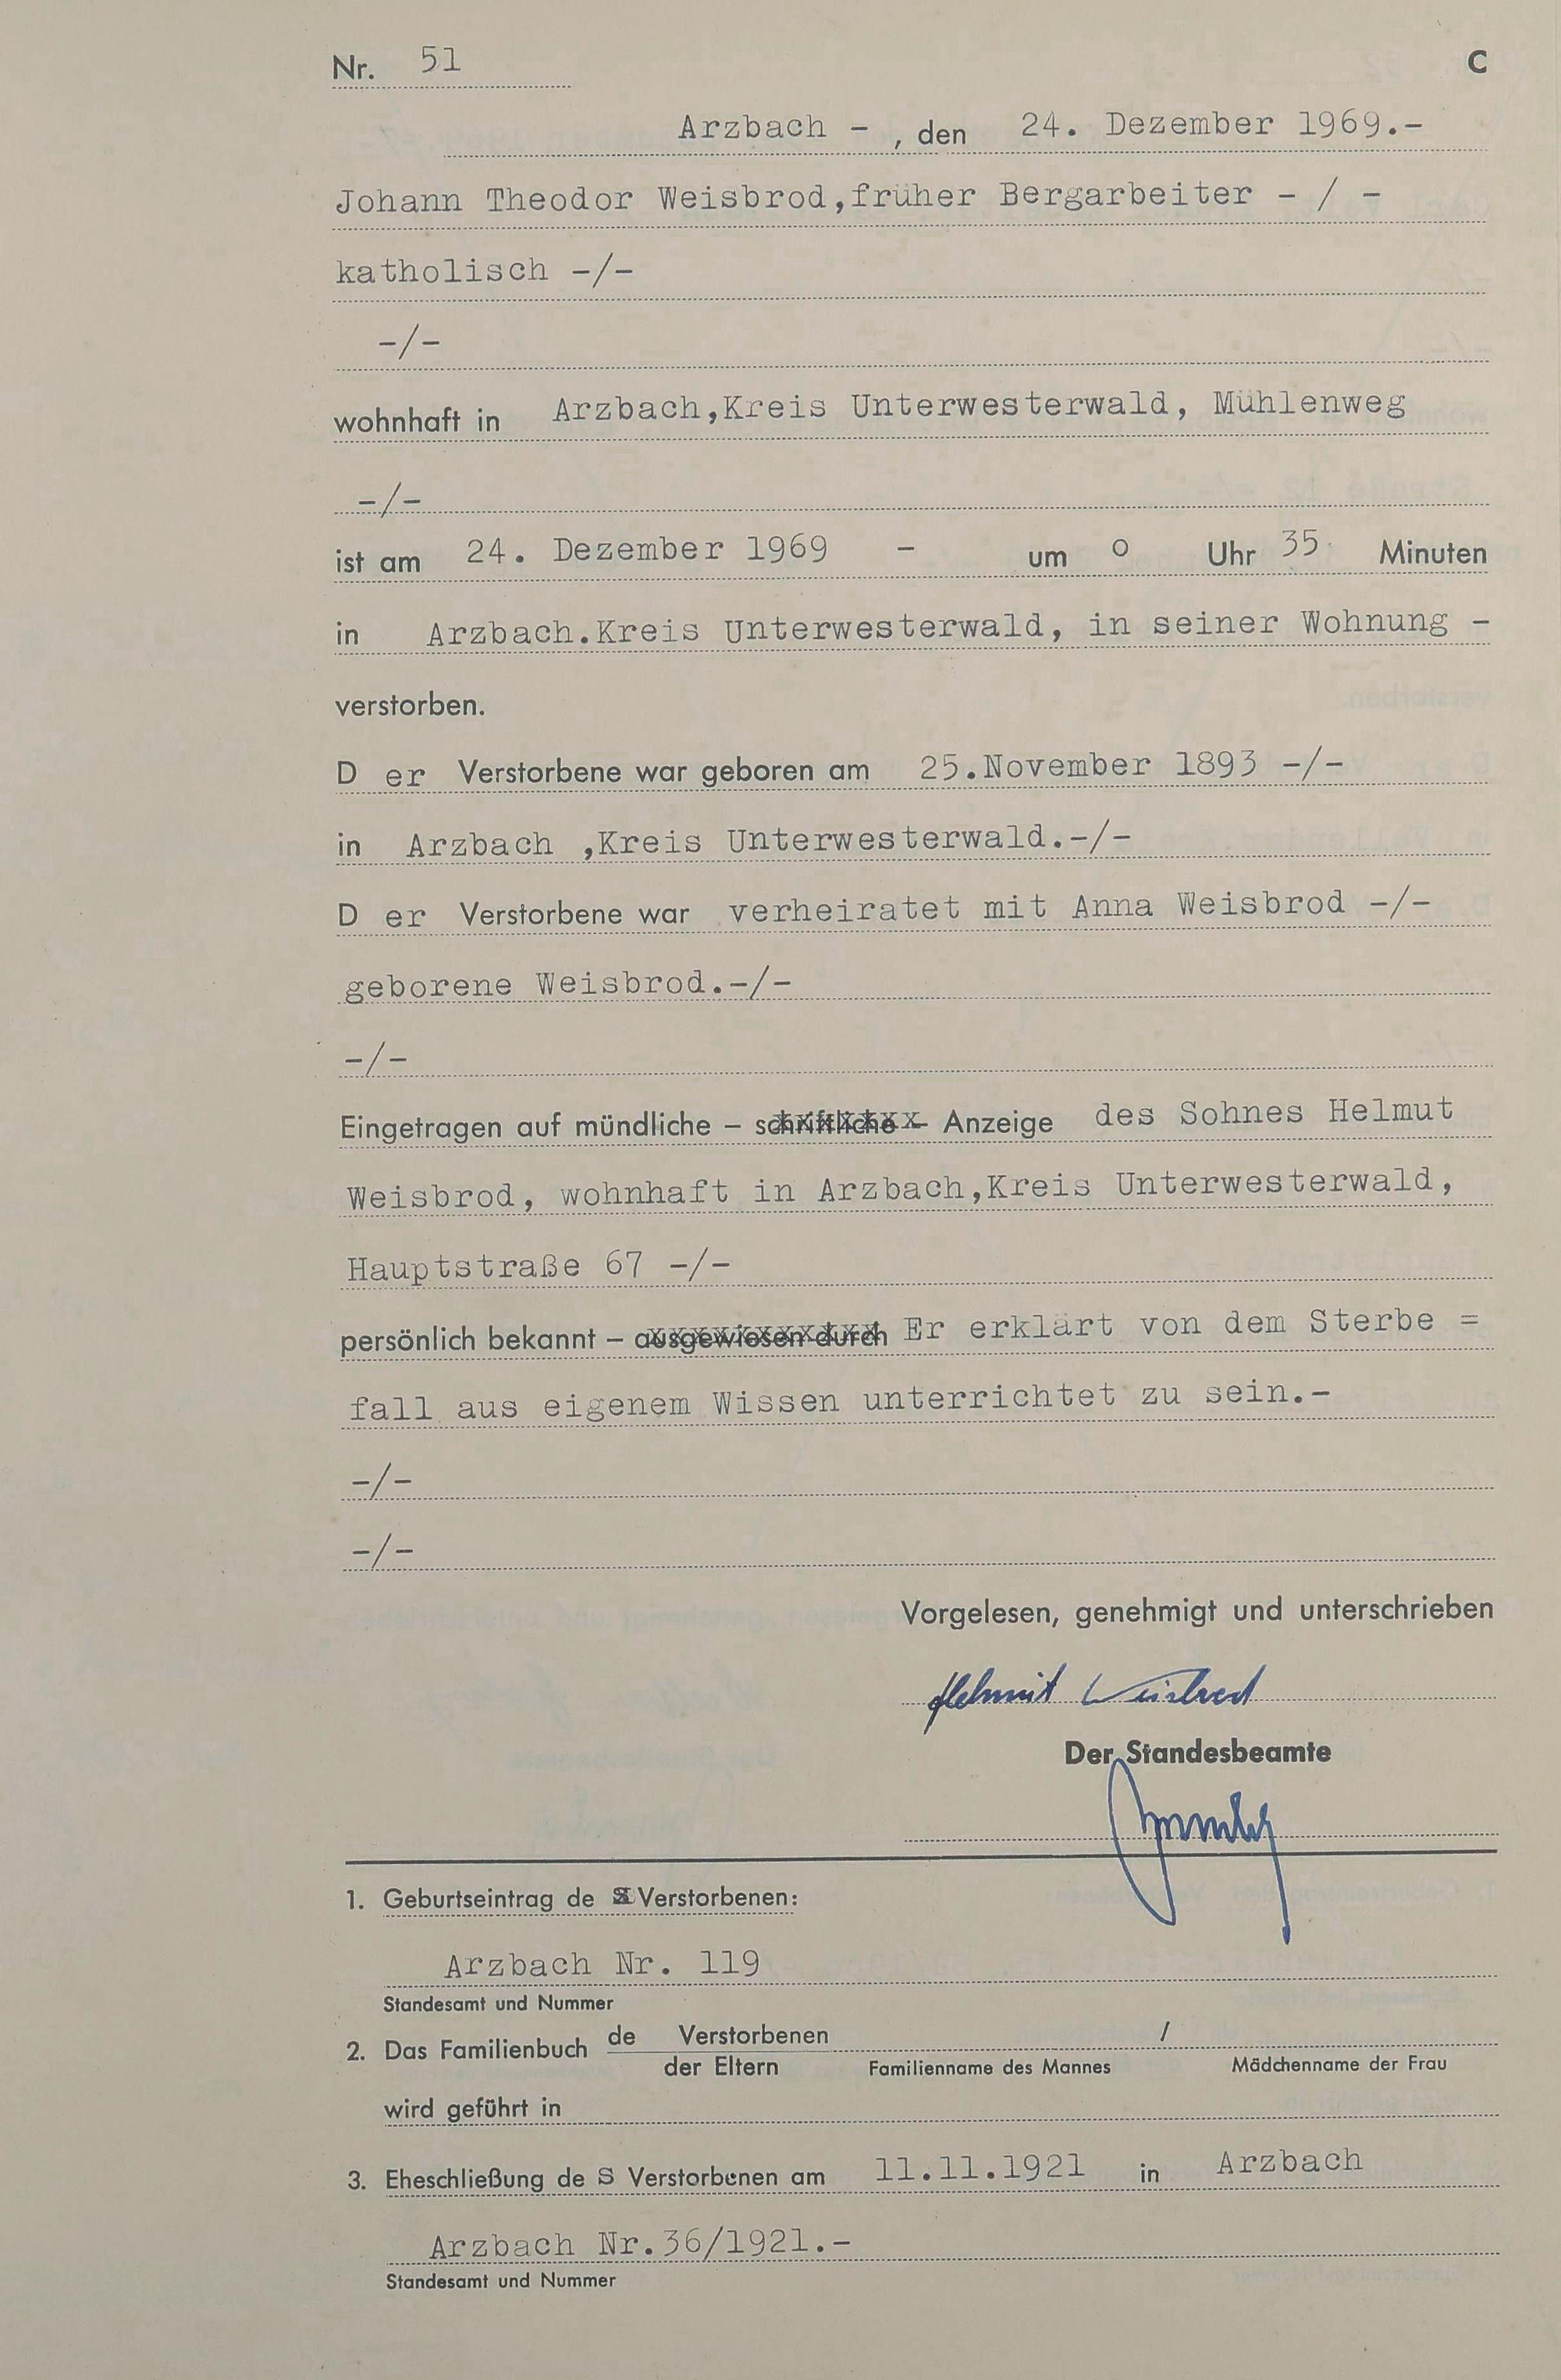 Nr. 51 C
Arzbach - , den 24. Dezember 1969.-
Johann Theodor Weisbrod,früher Bergarbeiter - / -
katholisch -/-
-/-
wohnhaft in Arzbach,Kreis Unterwesterwald, Mühlenweg
-/-
ist am 24. Dezember 1969 - um o Uhr 35 Minuten
in Arzbach.Kreis Unterwesterwald, in seiner Wohnung -
verstorben.
D er Verstorbene war geboren am 25.November 1893 -/-
in Arzbach ,Kreis Unterwesterwald.-/-
D er Verstorbene war verheiratet mit Anna Weisbrod -/-
geborene Weisbrod.-/-
-/-
Eingetragen auf mündliche – schriftliche – Anzeige des Sohnes Helmut
Weisbrod, wohnhaft in Arzbach,Kreis Unterwesterwald,
Hauptstraße 67 -/-
persönlich bekannt – ausgewiesen durch Er erklärt von dem Sterbe =
fall aus eigenem Wissen unterrichtet zu sein.-
-/-
-/-
Vorgelesen, genehmigt und unterschrieben
Helmut Weisbrod
Der Standesbeamte
1. Geburtseintrag de s Verstorbenen:
Arzbach Nr. 119
Standesamt und Nummer
2. Das Familienbuch de Verstorbenen /
der Eltern Familienname des Mannes Mädchenname der Frau
wird geführt in
3. Eheschließung de S Verstorbenen am 11.11.1921 in Arzbach
Arzbach Nr.36/1921.-
Standesamt und Nummer